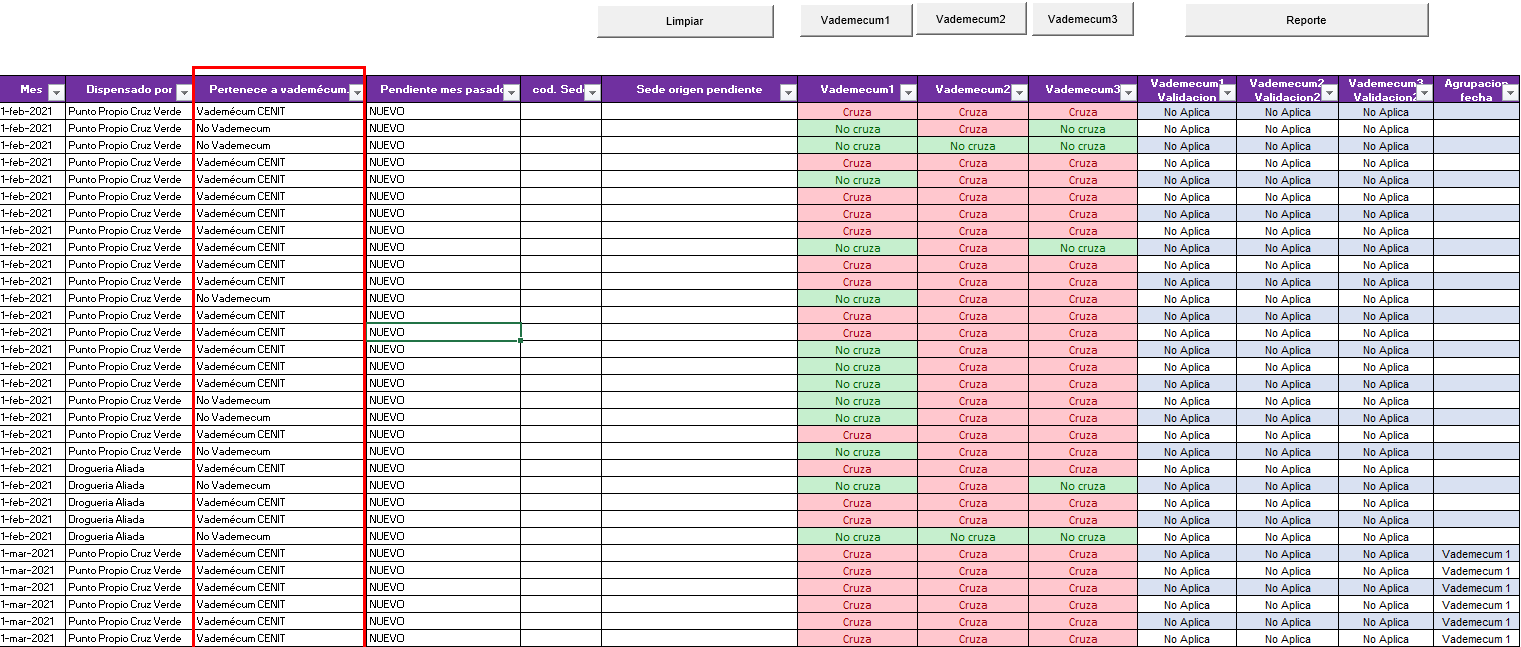 Limpiar Vademecum1 Vademecum2 Vademecum3 Reporte
Mes Dispensado por Pertenece a vademécum. Pendiente mes pasado cod. Sed Sede origen pendiente Vademecum1 Vademecum2 Vademecum3 Vademecum1 Vademecum2 Vademecum3 Agrupacion
Validacion Validacion2 Validacion2 fecha
1-feb-2021 Punto Propio Cruz Verde Vademécum CENIT NUEVO Cruza Cruza Cruza No Aplica No Aplica No Aplica
1-feb-2021 Punto Propio Cruz Verde No Vademecum NUEVO No cruza Cruza No cruza No Aplica No Aplica No Aplica
1-feb-2021 Punto Propio Cruz Verde No Vademecum NUEVO No cruza No cruza No cruza No Aplica No Aplica No Aplica
1-feb-2021 Punto Propio Cruz Verde Vademécum CENIT NUEVO Cruza Cruza Cruza No Aplica No Aplica No Aplica
1-feb-2021 Punto Propio Cruz Verde Vademécum CENIT NUEVO No cruza Cruza Cruza No Aplica No Aplica No Aplica
1-feb-2021 Punto Propio Cruz Verde Vademécum CENIT NUEVO Cruza Cruza Cruza No Aplica No Aplica No Aplica
1-feb-2021 Punto Propio Cruz Verde Vademécum CENIT NUEVO Cruza Cruza Cruza No Aplica No Aplica No Aplica
1-feb-2021 Punto Propio Cruz Verde Vademécum CENIT NUEVO Cruza Cruza Cruza No Aplica No Aplica No Aplica
1-feb-2021 Punto Propio Cruz Verde Vademécum CENIT NUEVO No cruza Cruza No cruza No Aplica No Aplica No Aplica
1-feb-2021 Punto Propio Cruz Verde Vademécum CENIT NUEVO Cruza Cruza Cruza No Aplica No Aplica No Aplica
1-feb-2021 Punto Propio Cruz Verde Vademécum CENIT NUEVO Cruza Cruza Cruza No Aplica No Aplica No Aplica
1-feb-2021 Punto Propio Cruz Verde No Vademecum NUEVO No cruza Cruza Cruza No Aplica No Aplica No Aplica
1-feb-2021 Punto Propio Cruz Verde Vademécum CENIT NUEVO Cruza Cruza Cruza No Aplica No Aplica No Aplica
1-feb-2021 Punto Propio Cruz Verde Vademécum CENIT NUEVO Cruza Cruza Cruza No Aplica No Aplica No Aplica
1-feb-2021 Punto Propio Cruz Verde Vademécum CENIT NUEVO No cruza Cruza Cruza No Aplica No Aplica No Aplica
1-feb-2021 Punto Propio Cruz Verde Vademécum CENIT NUEVO No cruza Cruza Cruza No Aplica No Aplica No Aplica
1-feb-2021 Punto Propio Cruz Verde Vademécum CENIT NUEVO No cruza Cruza Cruza No Aplica No Aplica No Aplica
1-feb-2021 Punto Propio Cruz Verde No Vademecum NUEVO No cruza Cruza Cruza No Aplica No Aplica No Aplica
1-feb-2021 Punto Propio Cruz Verde No Vademecum NUEVO No cruza Cruza Cruza No Aplica No Aplica No Aplica
1-feb-2021 Punto Propio Cruz Verde Vademécum CENIT NUEVO Cruza Cruza Cruza No Aplica No Aplica No Aplica
1-feb-2021 Punto Propio Cruz Verde No Vademecum NUEVO No cruza Cruza Cruza No Aplica No Aplica No Aplica
1-feb-2021 Drogueria Aliada Vademécum CENIT NUEVO Cruza Cruza Cruza No Aplica No Aplica No Aplica
1-feb-2021 Drogueria Aliada No Vademecum NUEVO No cruza Cruza No cruza No Aplica No Aplica No Aplica
1-feb-2021 Drogueria Aliada Vademécum CENIT NUEVO Cruza Cruza Cruza No Aplica No Aplica No Aplica
1-feb-2021 Drogueria Aliada Vademécum CENIT NUEVO Cruza Cruza Cruza No Aplica No Aplica No Aplica
1-feb-2021 Drogueria Aliada No Vademecum NUEVO No cruza No cruza No cruza No Aplica No Aplica No Aplica
1-mar-2021 Punto Propio Cruz Verde Vademécum CENIT NUEVO Cruza Cruza Cruza No Aplica No Aplica No Aplica Vademecum 1
1-mar-2021 Punto Propio Cruz Verde Vademécum CENIT NUEVO Cruza Cruza Cruza No Aplica No Aplica No Aplica Vademecum 1
1-mar-2021 Punto Propio Cruz Verde Vademécum CENIT NUEVO Cruza Cruza Cruza No Aplica No Aplica No Aplica Vademecum 1
1-mar-2021 Punto Propio Cruz Verde Vademécum CENIT NUEVO Cruza Cruza Cruza No Aplica No Aplica No Aplica Vademecum 1
1-mar-2021 Punto Propio Cruz Verde Vademécum CENIT NUEVO Cruza Cruza Cruza No Aplica No Aplica No Aplica Vademecum 1
1-mar-2021 Punto Propio Cruz Verde Vademécum CENIT NUEVO Cruza Cruza Cruza No Aplica No Aplica No Aplica Vademecum 1